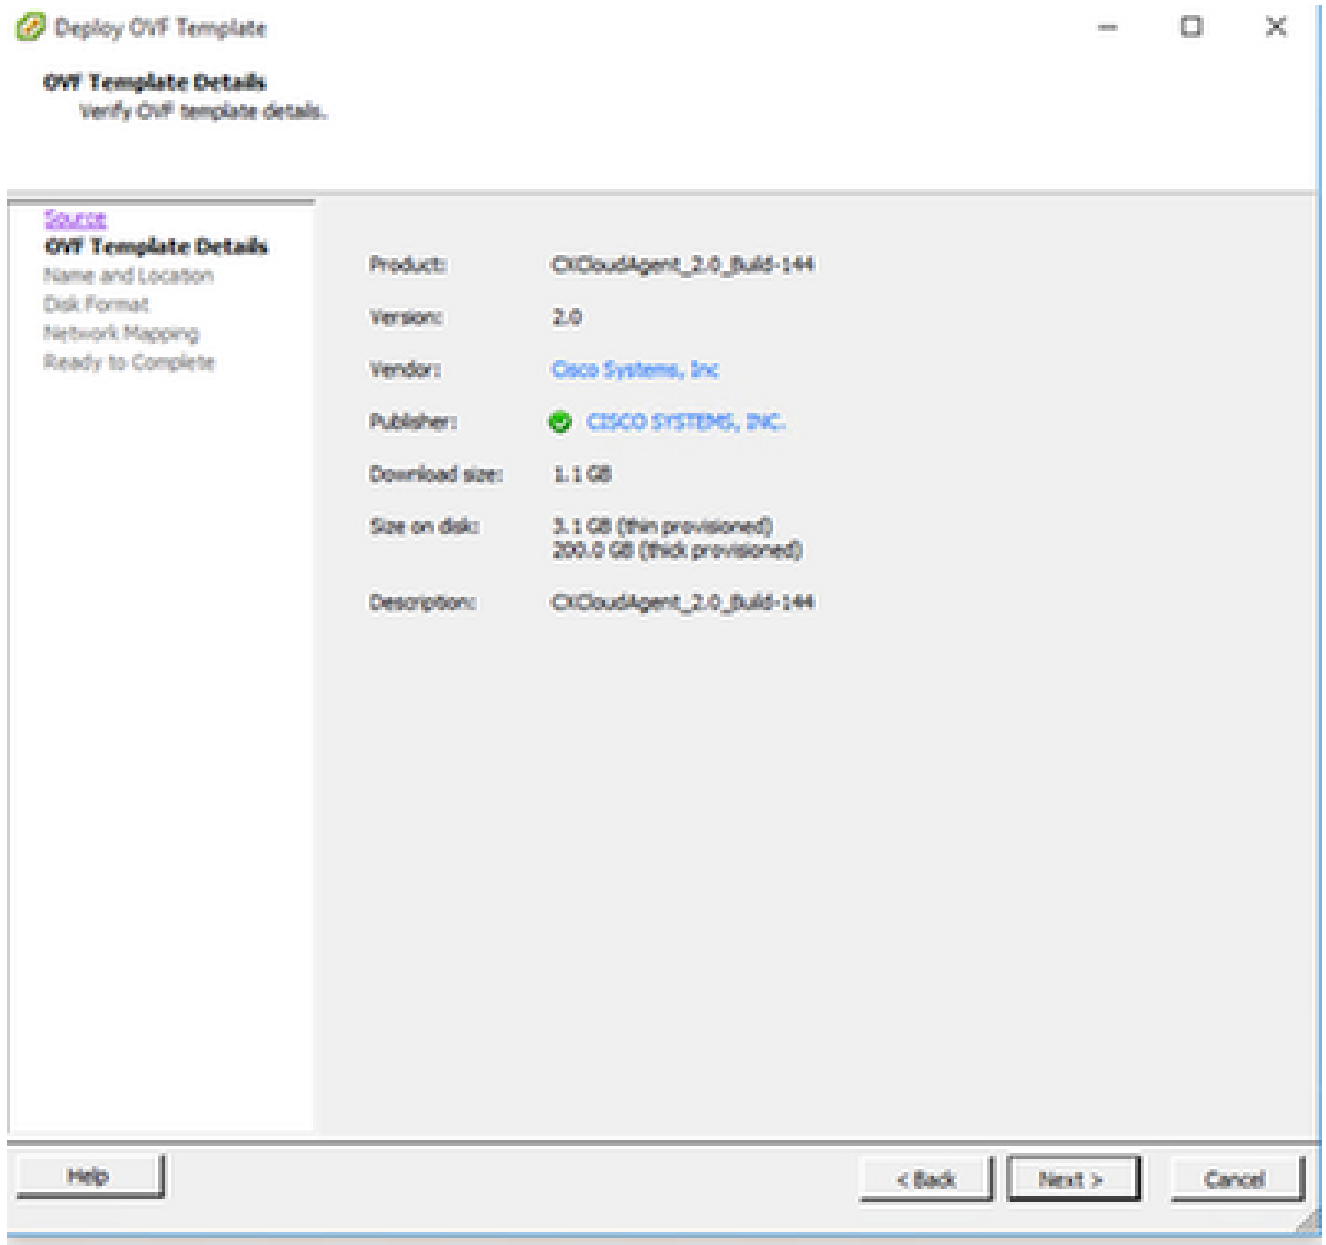 Deploy OVF Template
OVF Template Details
Verify OVF template details.
Source
OVF Template Details
Name and Location
Disk Format
Network Mapping
Ready to Complete
Product: CXCloudAgent_2.0_Build-144
Version: 2.0
Vendor: Cisco Systems, Inc
Publisher: CISCO SYSTEMS, INC.
Download size: 1.1 GB
Size on disk: 3.1 GB (thin provisioned)
200.0 GB (thick provisioned)
Description: CXCloudAgent_2.0_Build-144
Help < Back Next > Cancel